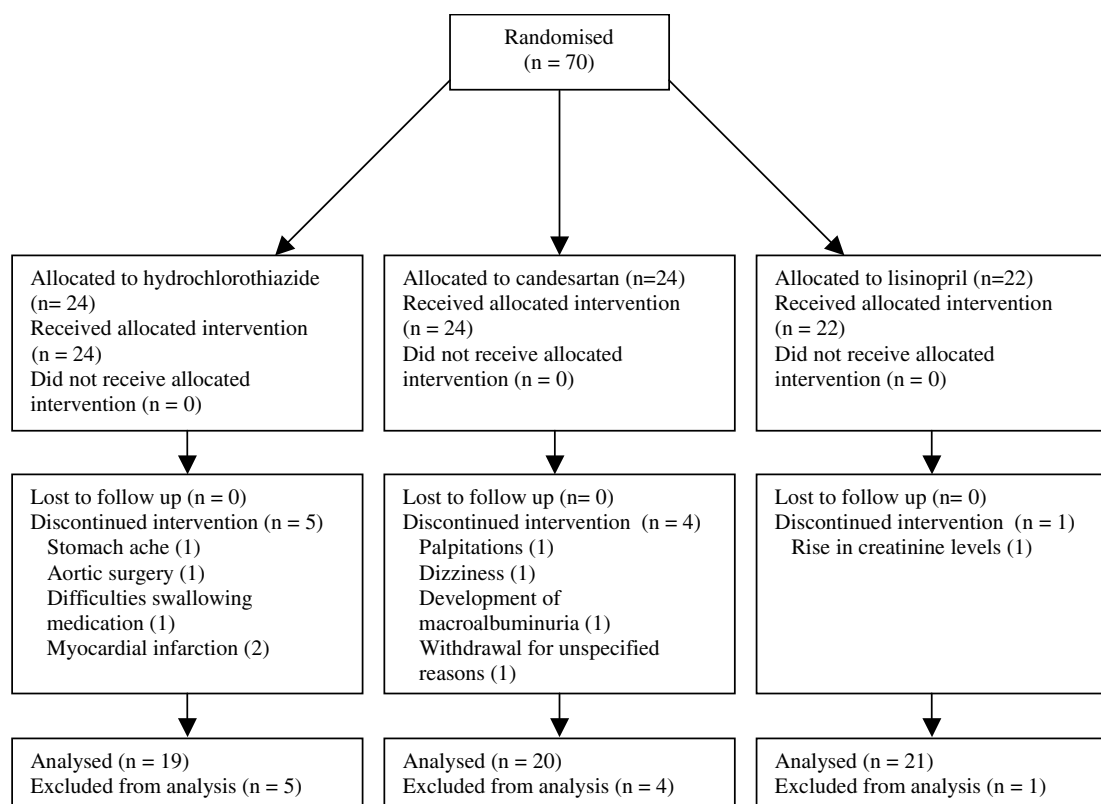 Randomised
(n = 70)
Allocated to hydrochlorothiazide
(n= 24)
Received allocated intervention
(n = 24)
Did not receive allocated
intervention (n = 0)
Allocated to candesartan (n=24)
Received allocated intervention
(n = 24)
Did not receive allocated
intervention (n = 0)
Allocated to lisinopril (n=22)
Received allocated intervention
(n = 22)
Did not receive allocated
intervention (n = 0)
Lost to follow up (n = 0)
Discontinued intervention (n = 5)
Stomach ache (1)
Aortic surgery (1)
Difficulties swallowing
medication (1)
Myocardial infarction (2)
Lost to follow up (n= 0)
Discontinued intervention (n = 4)
Palpitations (1)
Dizziness (1)
Development of
macroalbuminuria (1)
Withdrawal for unspecified
reasons (1)
Lost to follow up (n= 0)
Discontinued intervention (n = 1)
Rise in creatinine levels (1)
Analysed (n = 19)
Excluded from analysis (n = 5)
Analysed (n = 20)
Excluded from analysis (n = 4)
Analysed (n = 21)
Excluded from analysis (n = 1)